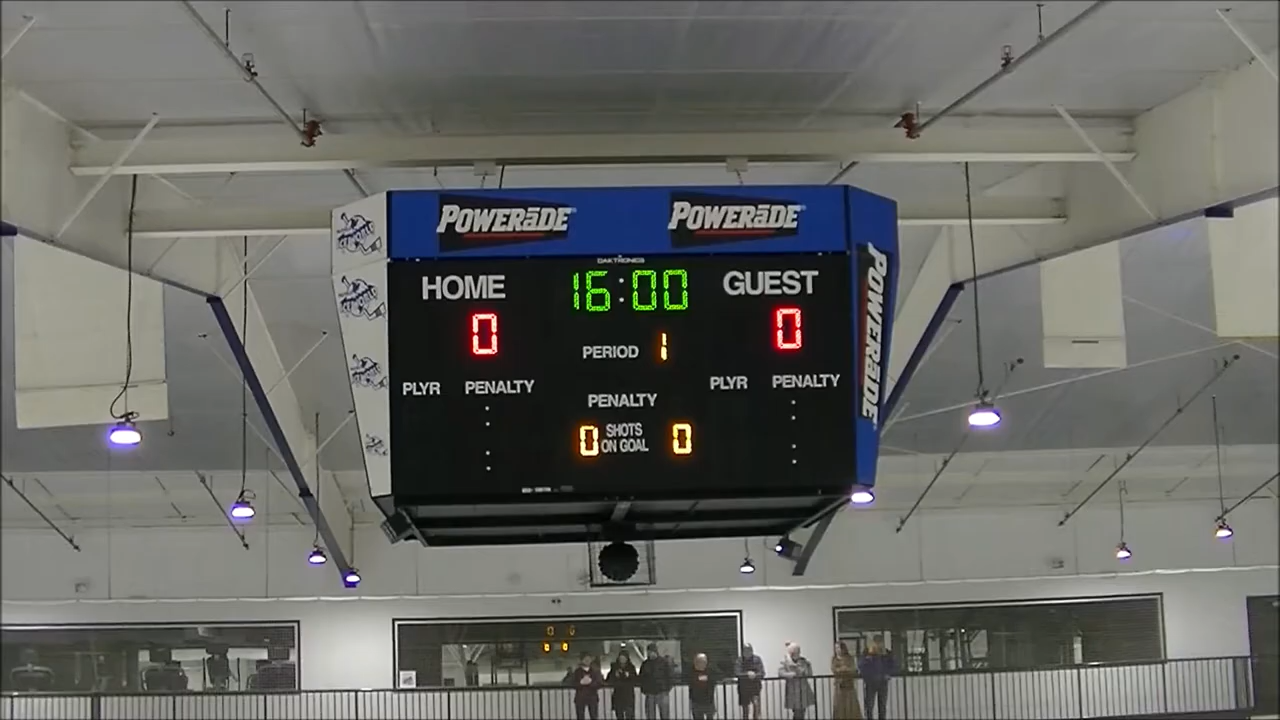 POWERADE POWERADE
DAKTRONICS
HOME 16:00 GUEST
0 0
PERIOD 1
PLYR PENALTY PLYR PENALTY
PENALTY
0 SHOTS ON GOAL 0
POWERADE